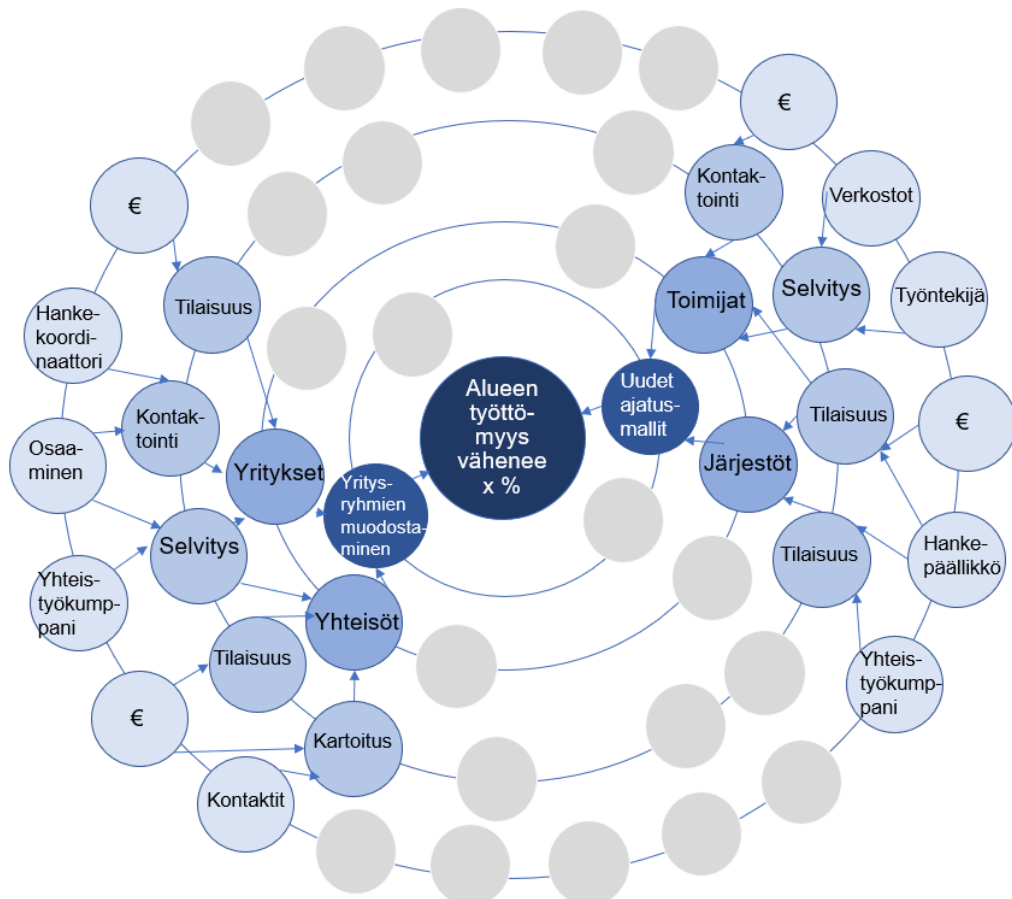 €
Kontak-
tointi
Verkostot
€
Tilaisuus
Toimijat
Selvitys
Työntekijä
Hanke-
koordi-
naattori
Alueen
työttö-
myys
vähenee
x %
Uudet
ajatus-
mallit
Tilaisuus
€
Kontak-
tointi
Osaa-
minen
Yritykset
Järjestöt
Yritys-
ryhmien
muodosta-
minen
Selvitys
Tilaisuus
Hanke-
päällikkö
Yhteis-
työkump-
pani
Yhteisöt
Tilaisuus
Yhteis-
työkump-
pani
€
Kartoitus
Kontaktit